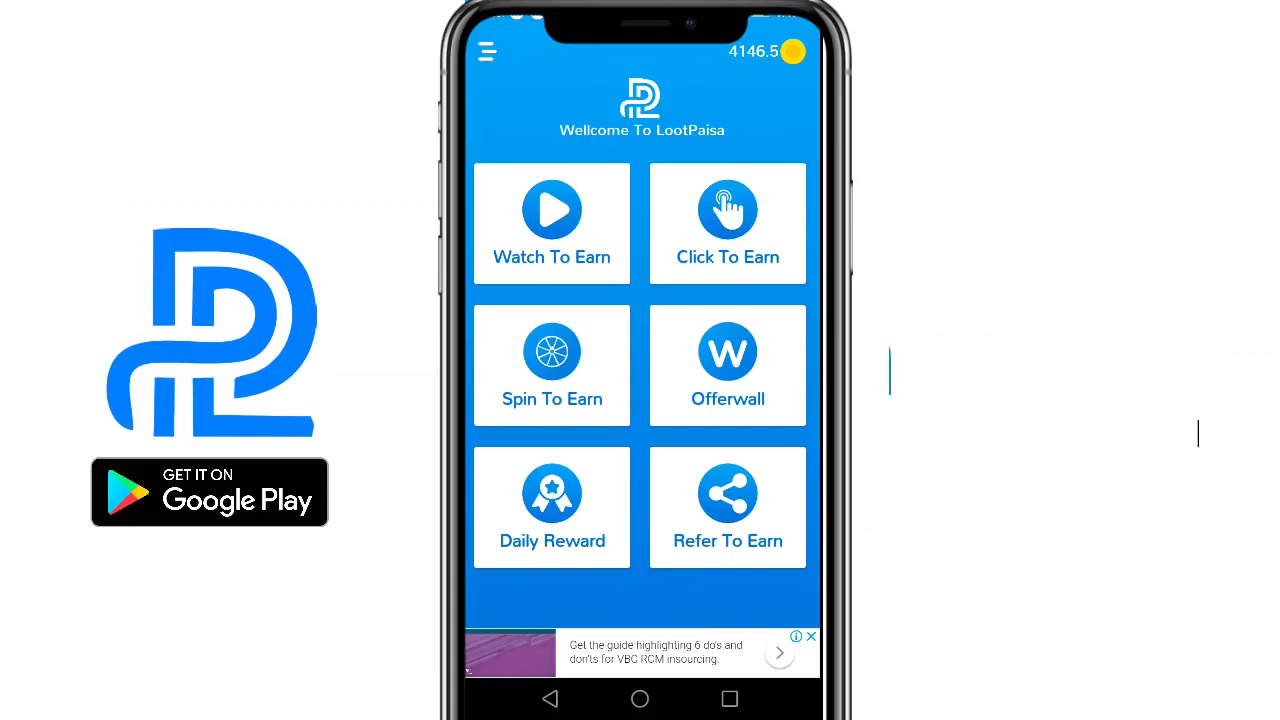 4146.5
Wellcome To LootPaisa
Watch To Earn
Click To Earn
Spin To Earn
W
Offerwall
Daily Reward
Refer To Earn
GET IT ON
Google Play
Get the guide highlighting 6 do's and
don'ts for VBC RCM insourcing.